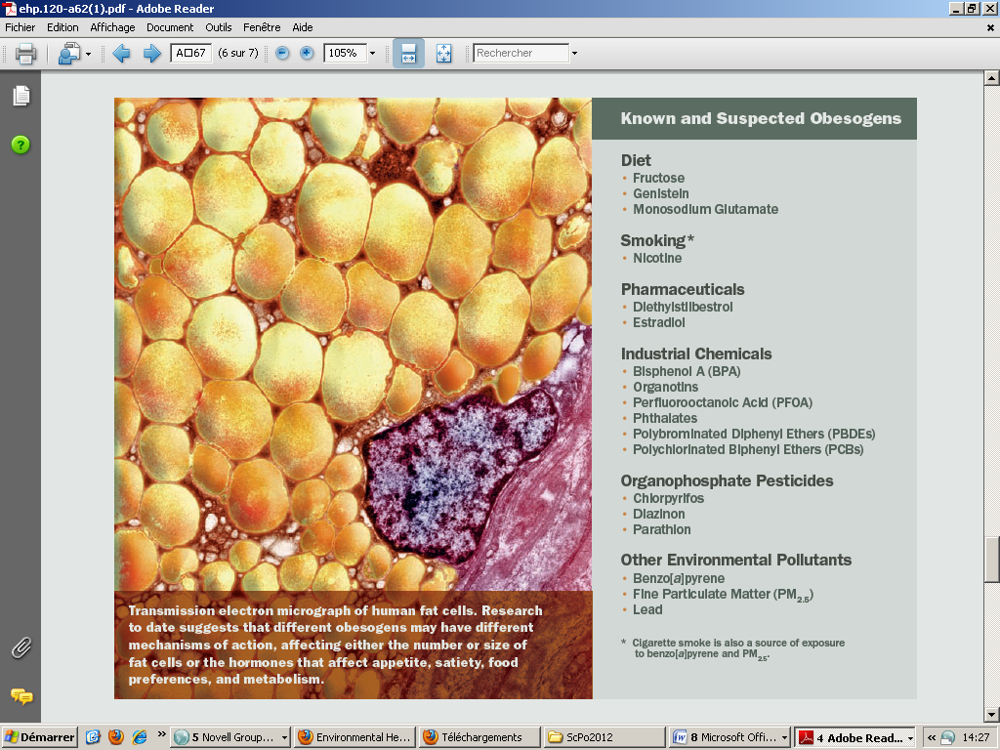 ehp.120-a62(1).pdf - Adobe Reader
Fichier Edition Affichage Document Outils Fenêtre Aide
A□67 (6 sur 7) 105% Rechercher
Known and Suspected Obesogens
Diet
• Fructose
• Genistein
• Monosodium Glutamate
Smoking*
• Nicotine
Pharmaceuticals
• Diethylstilbestrol
• Estradiol
Industrial Chemicals
• Bisphenol A (BPA)
• Organotins
• Perfluorooctanoic Acid (PFOA)
• Phthalates
• Polybrominated Diphenyl Ethers (PBDEs)
• Polychlorinated Biphenyl Ethers (PCBs)
Organophosphate Pesticides
• Chlorpyrifos
• Diazinon
• Parathion
Other Environmental Pollutants
• Benzo[a]pyrene
• Fine Particulate Matter (PM2.5)
• Lead
* Cigarette smoke is also a source of exposure
to benzo[a]pyrene and PM2.5.
Transmission electron micrograph of human fat cells. Research
to date suggests that different obesogens may have different
mechanisms of action, affecting either the number or size of
fat cells or the hormones that affect appetite, satiety, food
preferences, and metabolism.
Démarrer » 5 Novell Group... Environmental He... Téléchargements ScPo2012 8 Microsoft Offi... 4 Adobe Read... « 14:27